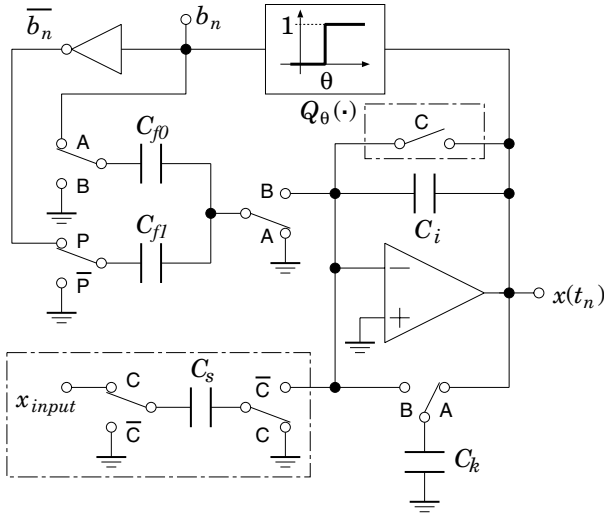 b̅n̅
bₙ
1
θ
Q_θ(·)
C
A
C_f0
B
B
A
C_i
P
C_f1
P̅
−
+
x(tₙ)
C
C_s
C̅
x_input
C̅
C
B
A
C_k